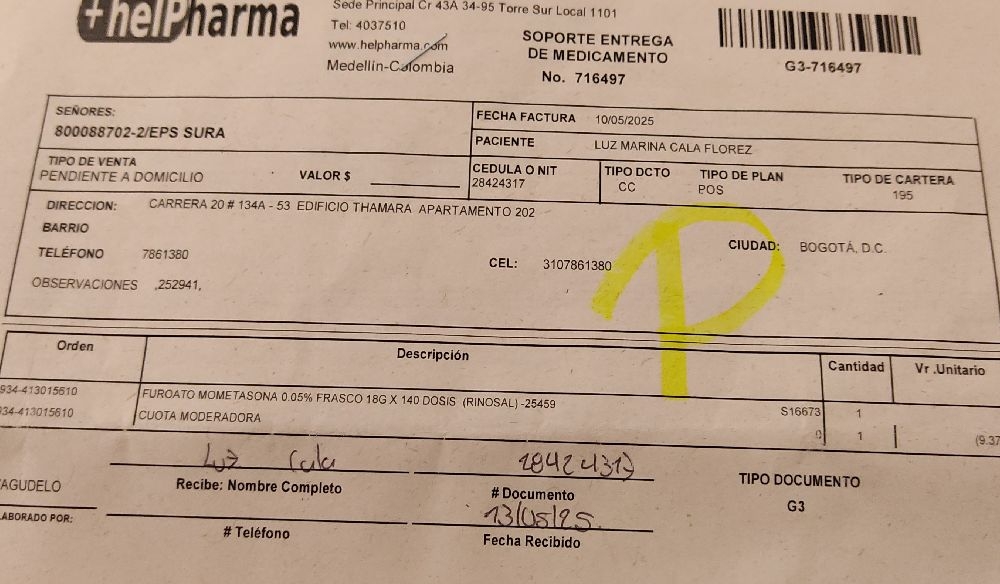 +helPharma
Sede Principal Cr 43A 34-95 Torre Sur Local 1101
Tel: 4037510
www.helpharma.com
Medellín-Colombia
SOPORTE ENTREGA
DE MEDICAMENTO
No. 716497
G3-716497
SEÑORES:
800088702-2/EPS SURA
FECHA FACTURA 10/05/2025
PACIENTE LUZ MARINA CALA FLOREZ
TIPO DE VENTA
PENDIENTE A DOMICILIO
VALOR $
CEDULA O NIT
28424317
TIPO DCTO
CC
TIPO DE PLAN
POS
TIPO DE CARTERA
195
DIRECCION: CARRERA 20 # 134A - 53 EDIFICIO THAMARA APARTAMENTO 202
BARRIO
TELÉFONO 7861380
CEL: 3107861380
CIUDAD: BOGOTÁ, D.C.
OBSERVACIONES ,252941,
P
Orden Descripción Cantidad Vr .Unitario
934-413015610 FUROATO MOMETASONA 0.05% FRASCO 18G X 140 DOSIS (RINOSAL) -25459 S16673 1
934-413015610 CUOTA MODERADORA 0 1 (9.37
Luz Cala 28424317
Recibe: Nombre Completo # Documento
TIPO DOCUMENTO
G3
AGUDELO
13/05/25
LABORADO POR:
# Teléfono Fecha Recibido